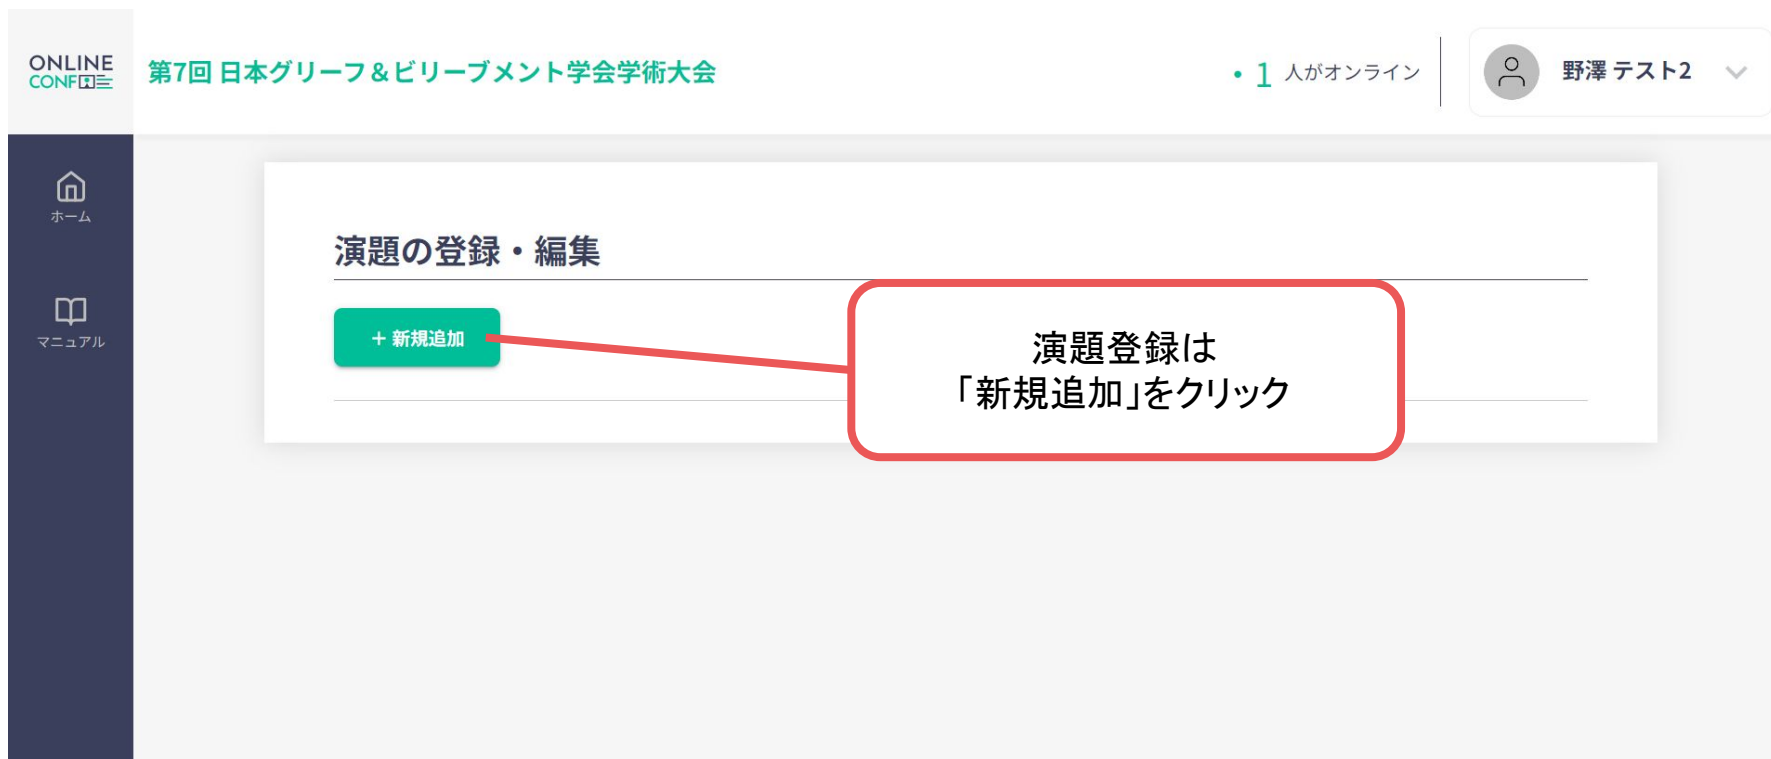 ONLINE
CONF
第7回 日本グリーフ＆ビリーブメント学会学術大会
・1 人がオンライン
野澤 テスト2
ホーム
マニュアル
演題の登録・編集
＋ 新規追加
演題登録は
「新規追加」をクリック